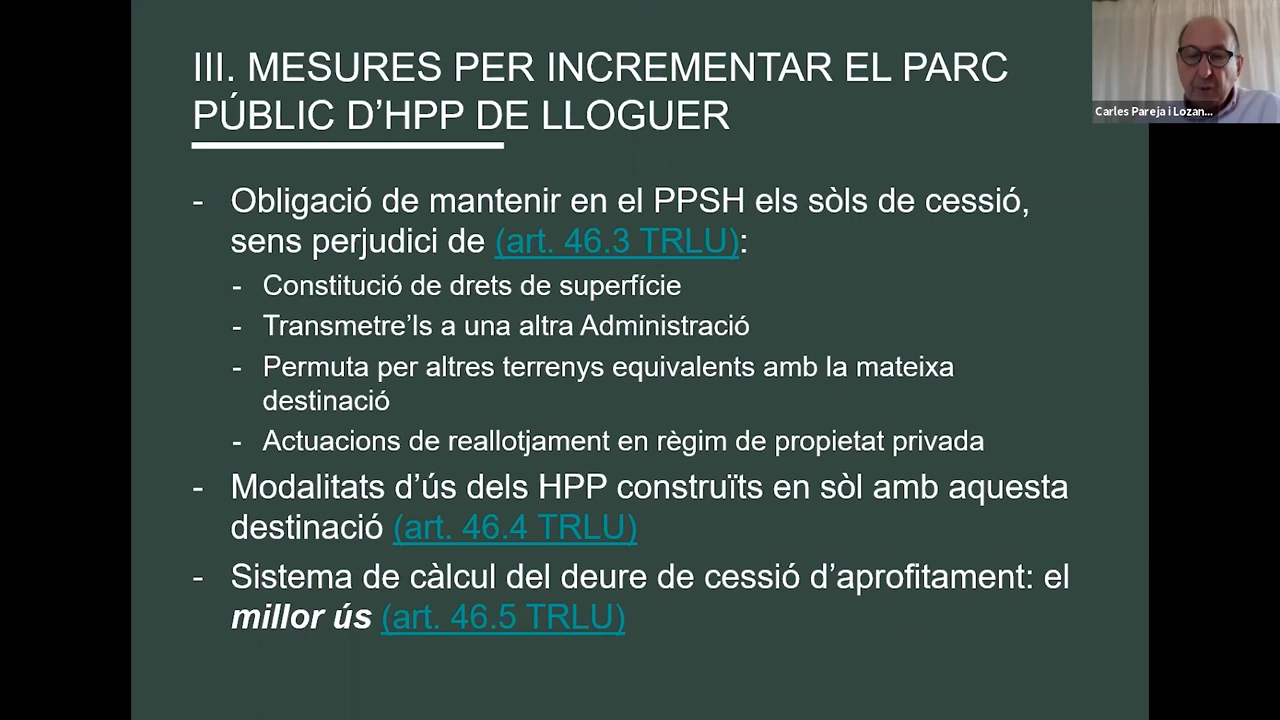 III. MESURES PER INCREMENTAR EL PARC
PÚBLIC D’HPP DE LLOGUER
- Obligació de mantenir en el PPSH els sòls de cessió,
sens perjudici de (art. 46.3 TRLU):
- Constitució de drets de superfície
- Transmetre’ls a una altra Administració
- Permuta per altres terrenys equivalents amb la mateixa
destinació
- Actuacions de reallotjament en règim de propietat privada
- Modalitats d’ús dels HPP construïts en sòl amb aquesta
destinació (art. 46.4 TRLU)
- Sistema de càlcul del deure de cessió d’aprofitament: el
millor ús (art. 46.5 TRLU)
Carles Pareja i Lozan...